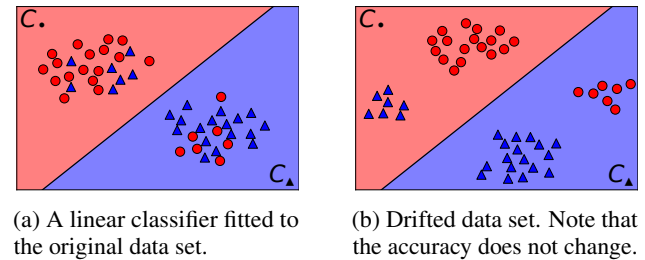 C•
C▲
C•
C▲
(a) A linear classifier fitted to
the original data set.
(b) Drifted data set. Note that
the accuracy does not change.